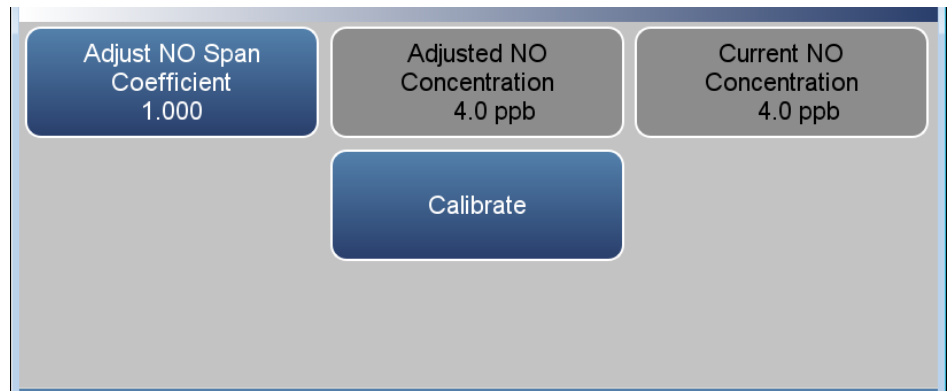 Adjust NO Span
Coefficient
1.000
Adjusted NO
Concentration
4.0 ppb
Current NO
Concentration
4.0 ppb
Calibrate